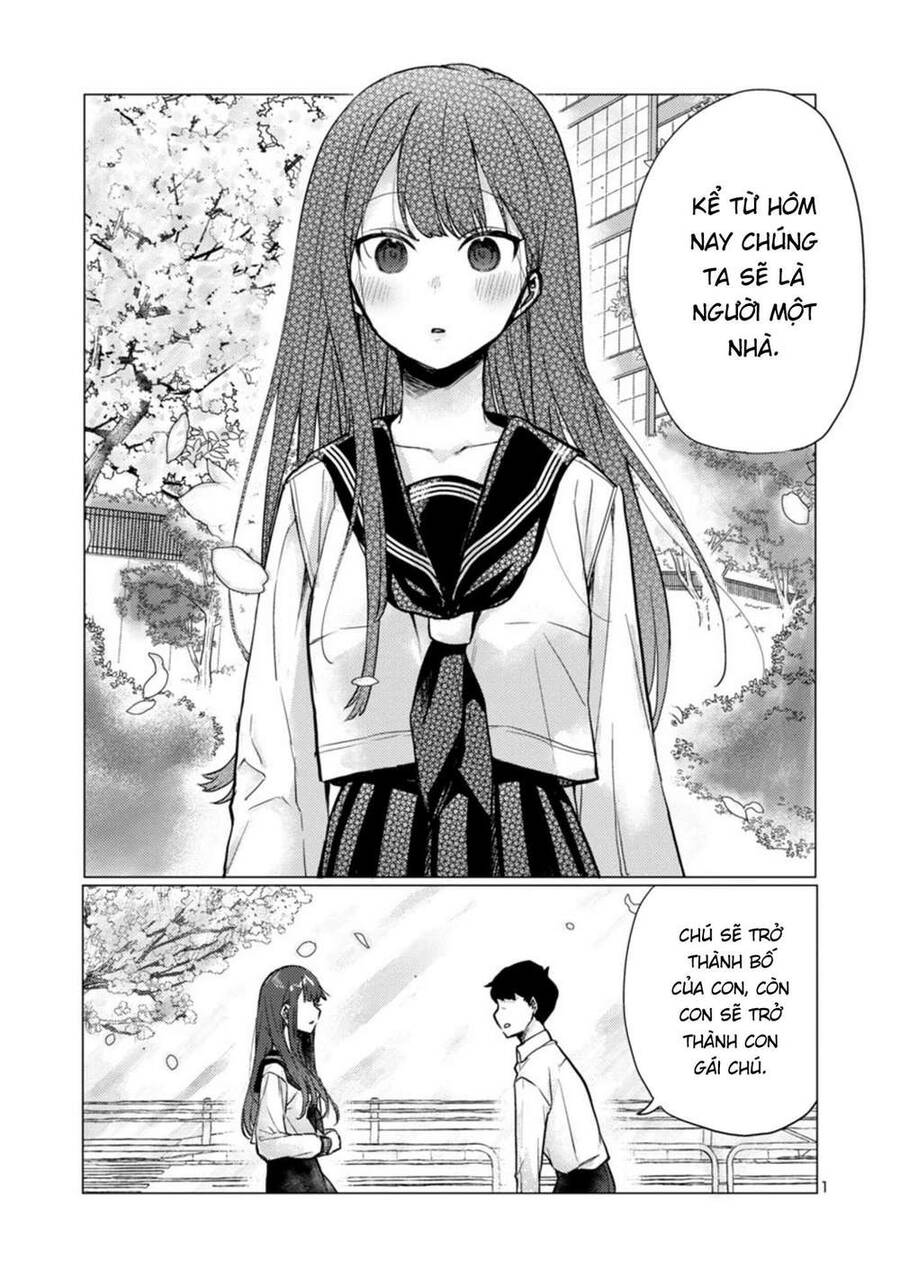 KỂ TỪ HÔM
NAY CHÚNG
TA SẼ LÀ
NGƯỜI MỘT
NHÀ.
CHÚ SẼ TRỞ
THÀNH BỐ
CỦA CON, CÒN
CON SẼ TRỞ
THÀNH CON
GÁI CHÚ.
1